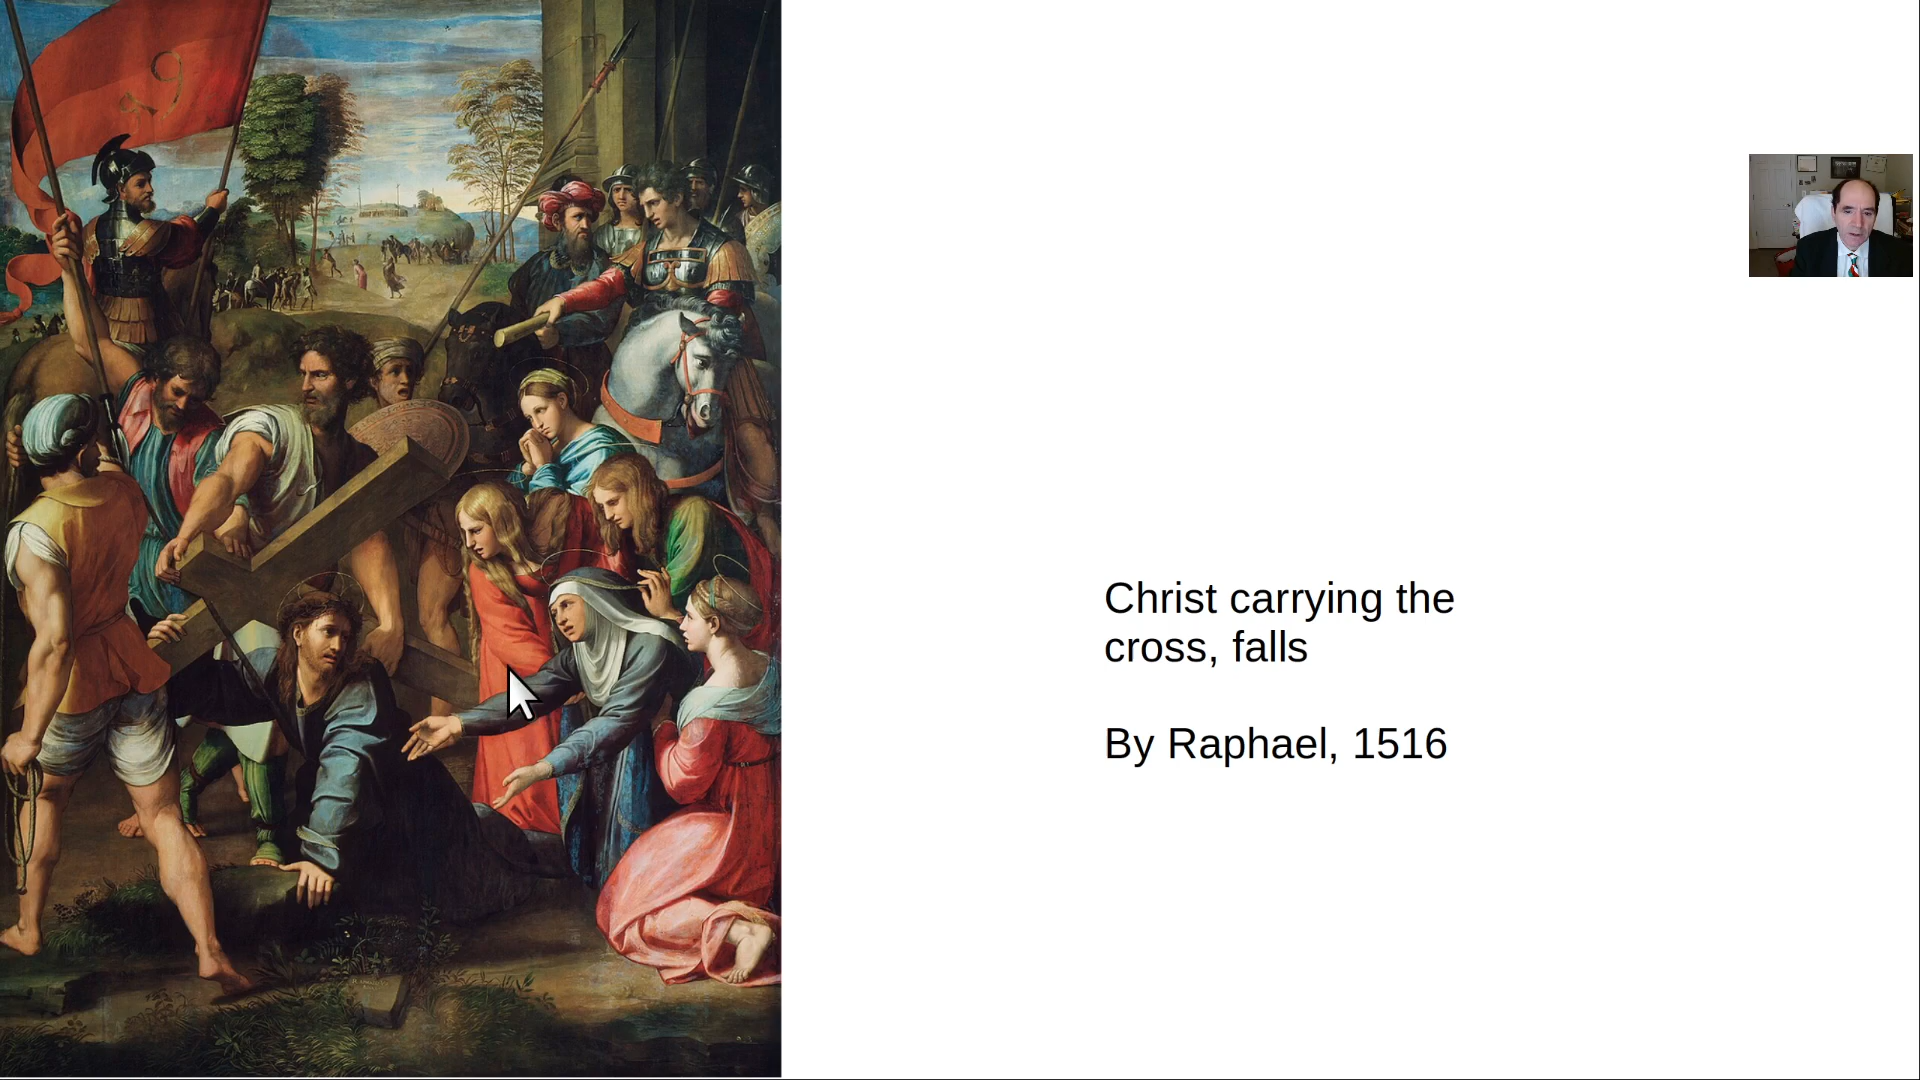 Christ carrying the
cross, falls
By Raphael, 1516